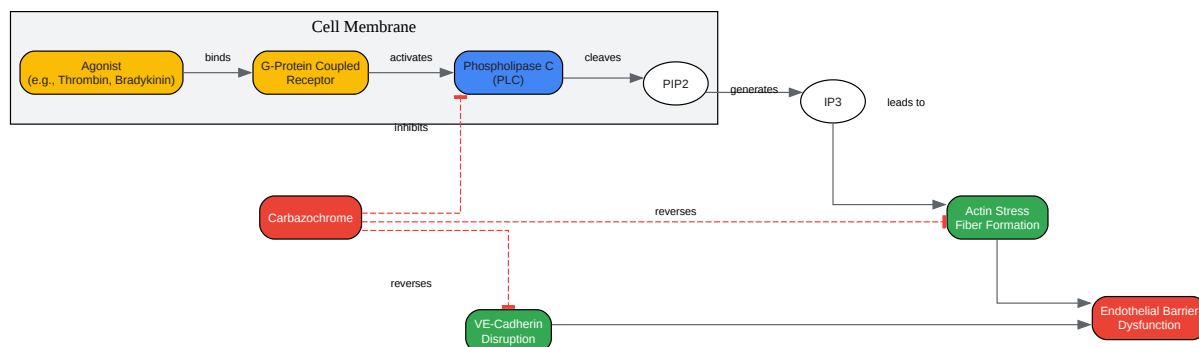 Cell Membrane
Agonist
(e.g., Thrombin, Bradykinin)
binds
G-Protein Coupled
Receptor
activates
Phospholipase C
(PLC)
cleaves
PIP2
generates
IP3
leads to
inhibits
Carbazochrome
reverses
Actin Stress
Fiber Formation
reverses
VE-Cadherin
Disruption
Endothelial Barrier
Dysfunction